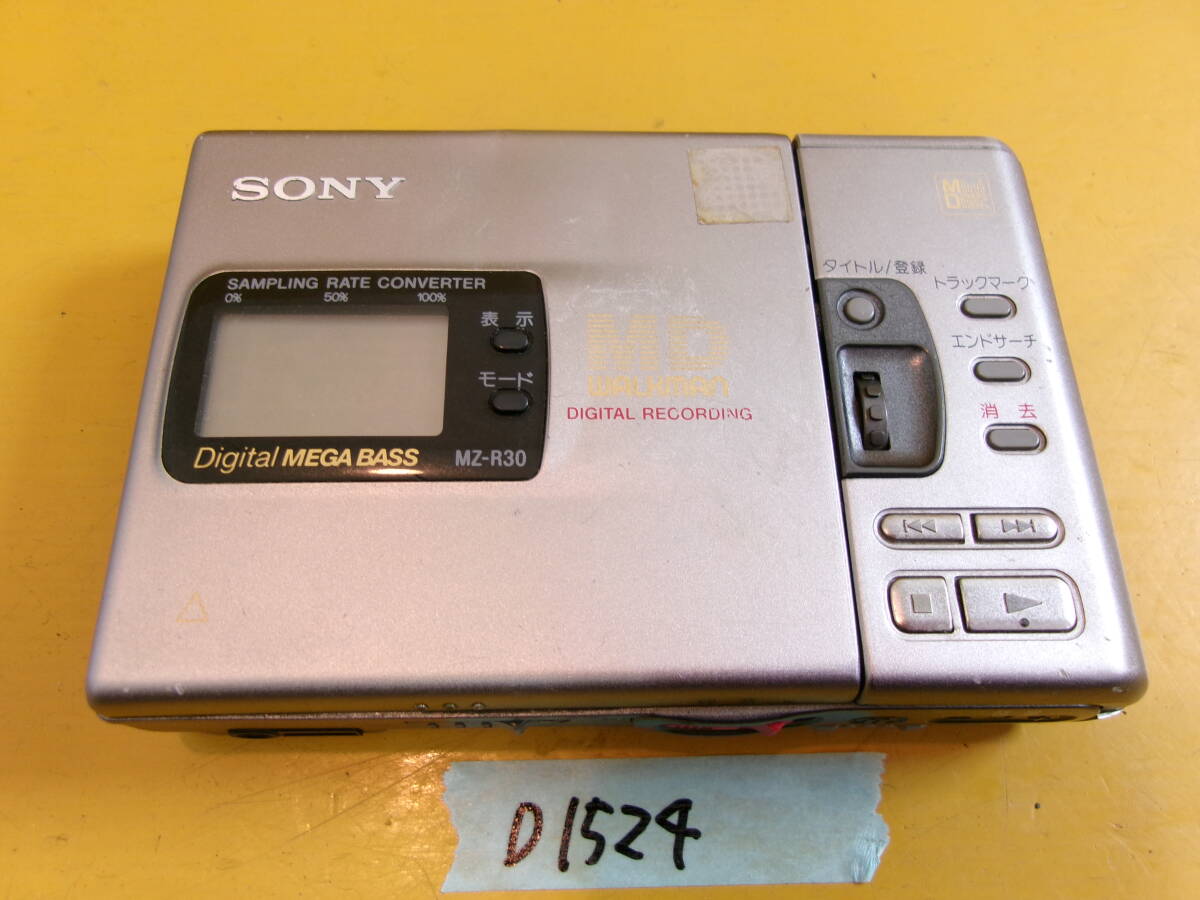 SONY
SAMPLING RATE CONVERTER
0% 50% 100%
表 示
モード
Digital MEGA BASS
MZ-R30
MD
WALKMAN
DIGITAL RECORDING
Mini
Disc
タイトル/登録
トラックマーク
エンドサーチ
消 去
D1524